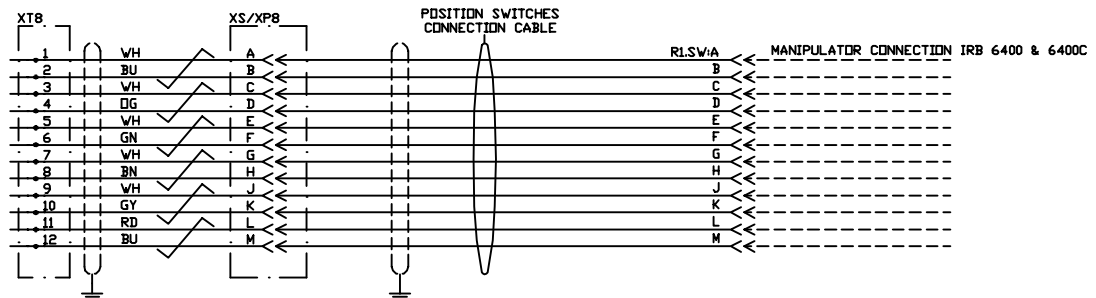 POSITION SWITCHES
CONNECTION CABLE
XT8 XS/XP8
1 WH A R1.SW:A MANIPULATOR CONNECTION IRB 6400 & 6400C
2 BU B B
3 WH C C
4 OG D D
5 WH E E
6 GN F F
7 WH G G
8 BN H H
9 WH J J
10 GY K K
11 RD L L
12 BU M M